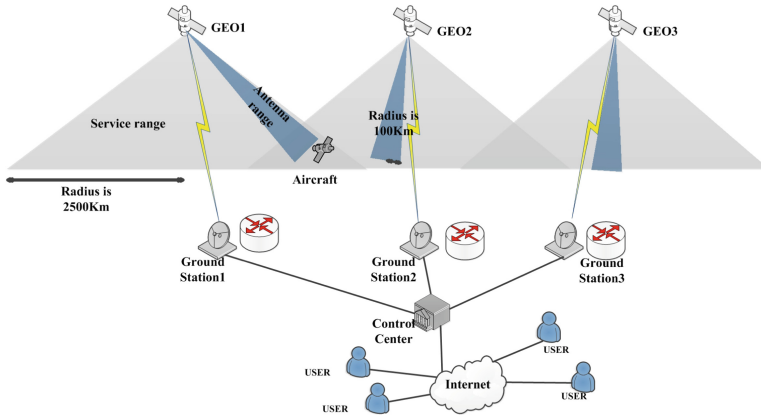 GEO1
GEO2
GEO3
Antenna
range
Service range
Radius is
100Km
Aircraft
Radius is
2500Km
Ground
Station1
Ground
Station2
Ground
Station3
Control
Center
USER
USER
USER
USER
Internet